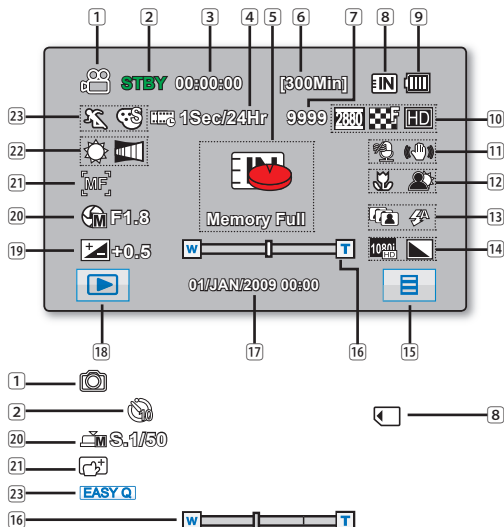 1 2 3 4 5 6 7 8 9
STBY 00:00:00 [300Min] IN
23 S 1Sec/24Hr 9999 2880 F HD 10
22 11
21 MF IN 12
20 M F1.8 Memory Full 13
19 +0.5 W T 1080i HD 14
01/JAN/2009 00:00
18 17 16 15
1
2 10 8
20 M S.1/50
21
23 EASY Q
16 W T